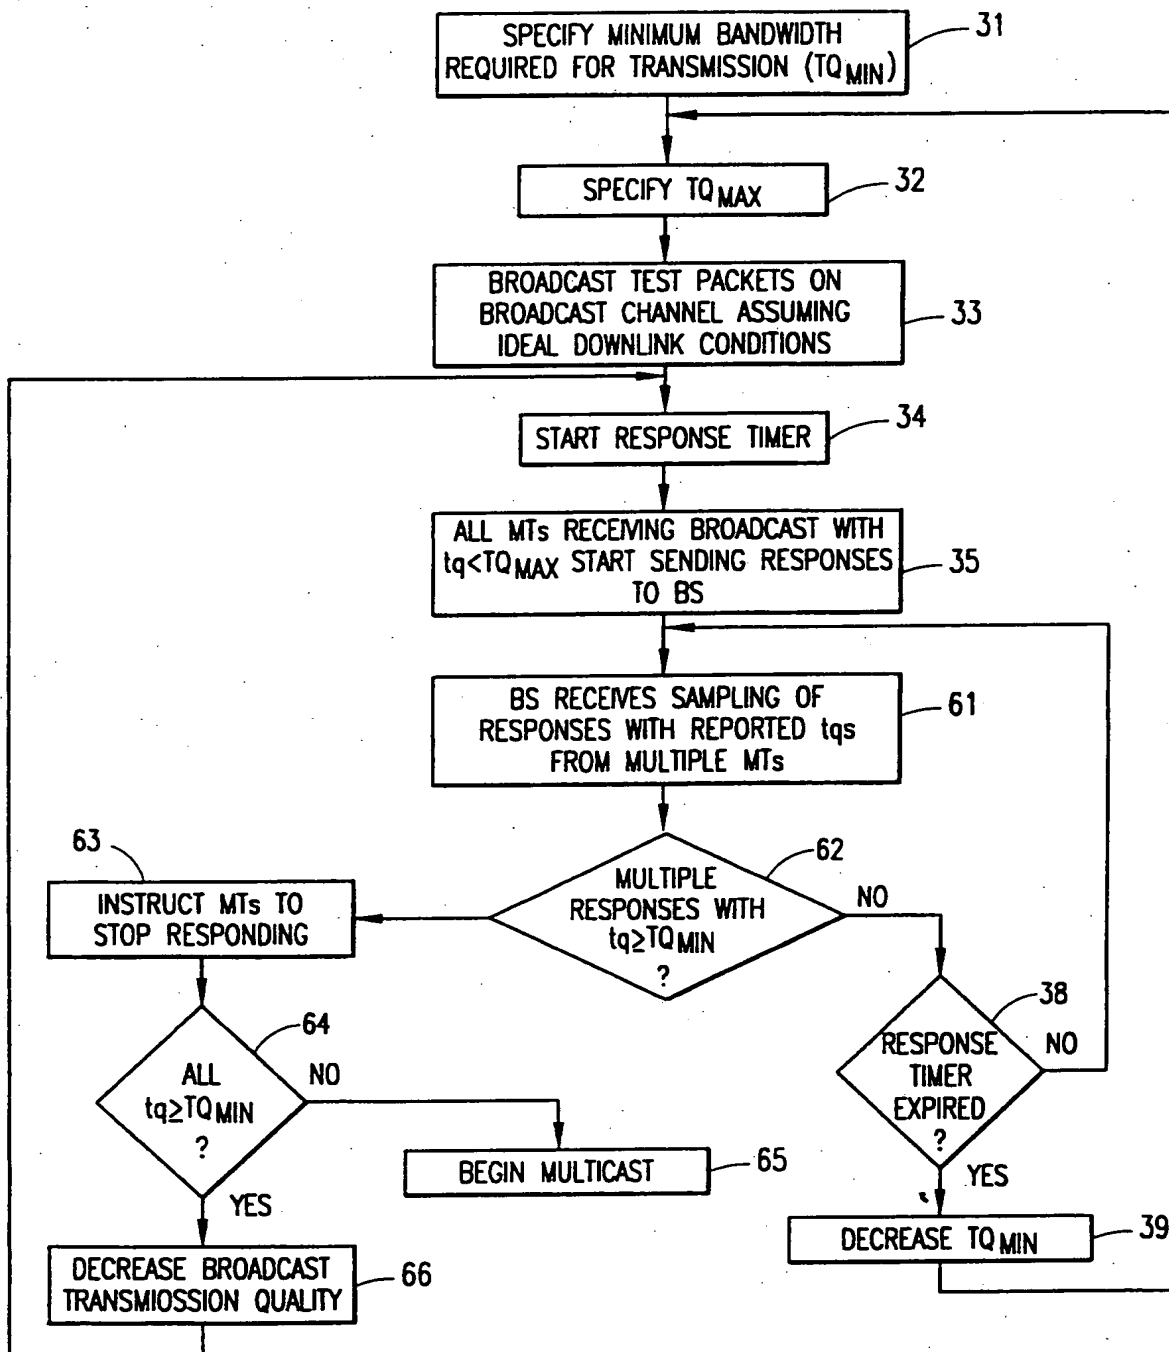 SPECIFY MINIMUM BANDWIDTH
REQUIRED FOR TRANSMISSION (TQMIN)
31
SPECIFY TQMAX
32
BROADCAST TEST PACKETS ON
BROADCAST CHANNEL ASSUMING
IDEAL DOWNLINK CONDITIONS
33
START RESPONSE TIMER
34
ALL MTs RECEIVING BROADCAST WITH
tq<TQMAX START SENDING RESPONSES
TO BS
35
BS RECEIVES SAMPLING OF
RESPONSES WITH REPORTED tqs
FROM MULTIPLE MTs
61
MULTIPLE
RESPONSES WITH
tq≥TQMIN
?
62
NO
63
INSTRUCT MTs TO
STOP RESPONDING
38
RESPONSE
TIMER
EXPIRED
?
NO
YES
64
ALL
tq≥TQMIN
?
NO
YES
BEGIN MULTICAST
65
DECREASE TQMIN
39
DECREASE BROADCAST
TRANSMIOSSION QUALITY
66